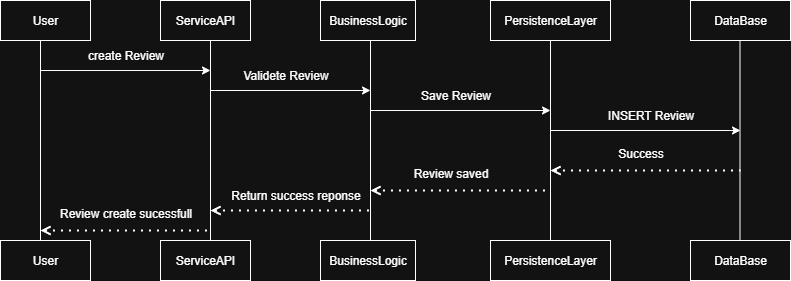 User
ServiceAPI
BusinessLogic
PersistenceLayer
DataBase
create Review
Validete Review
Save Review
INSERT Review
Success
Review saved
Return success reponse
Review create sucessfull
User
ServiceAPI
BusinessLogic
PersistenceLayer
DataBase